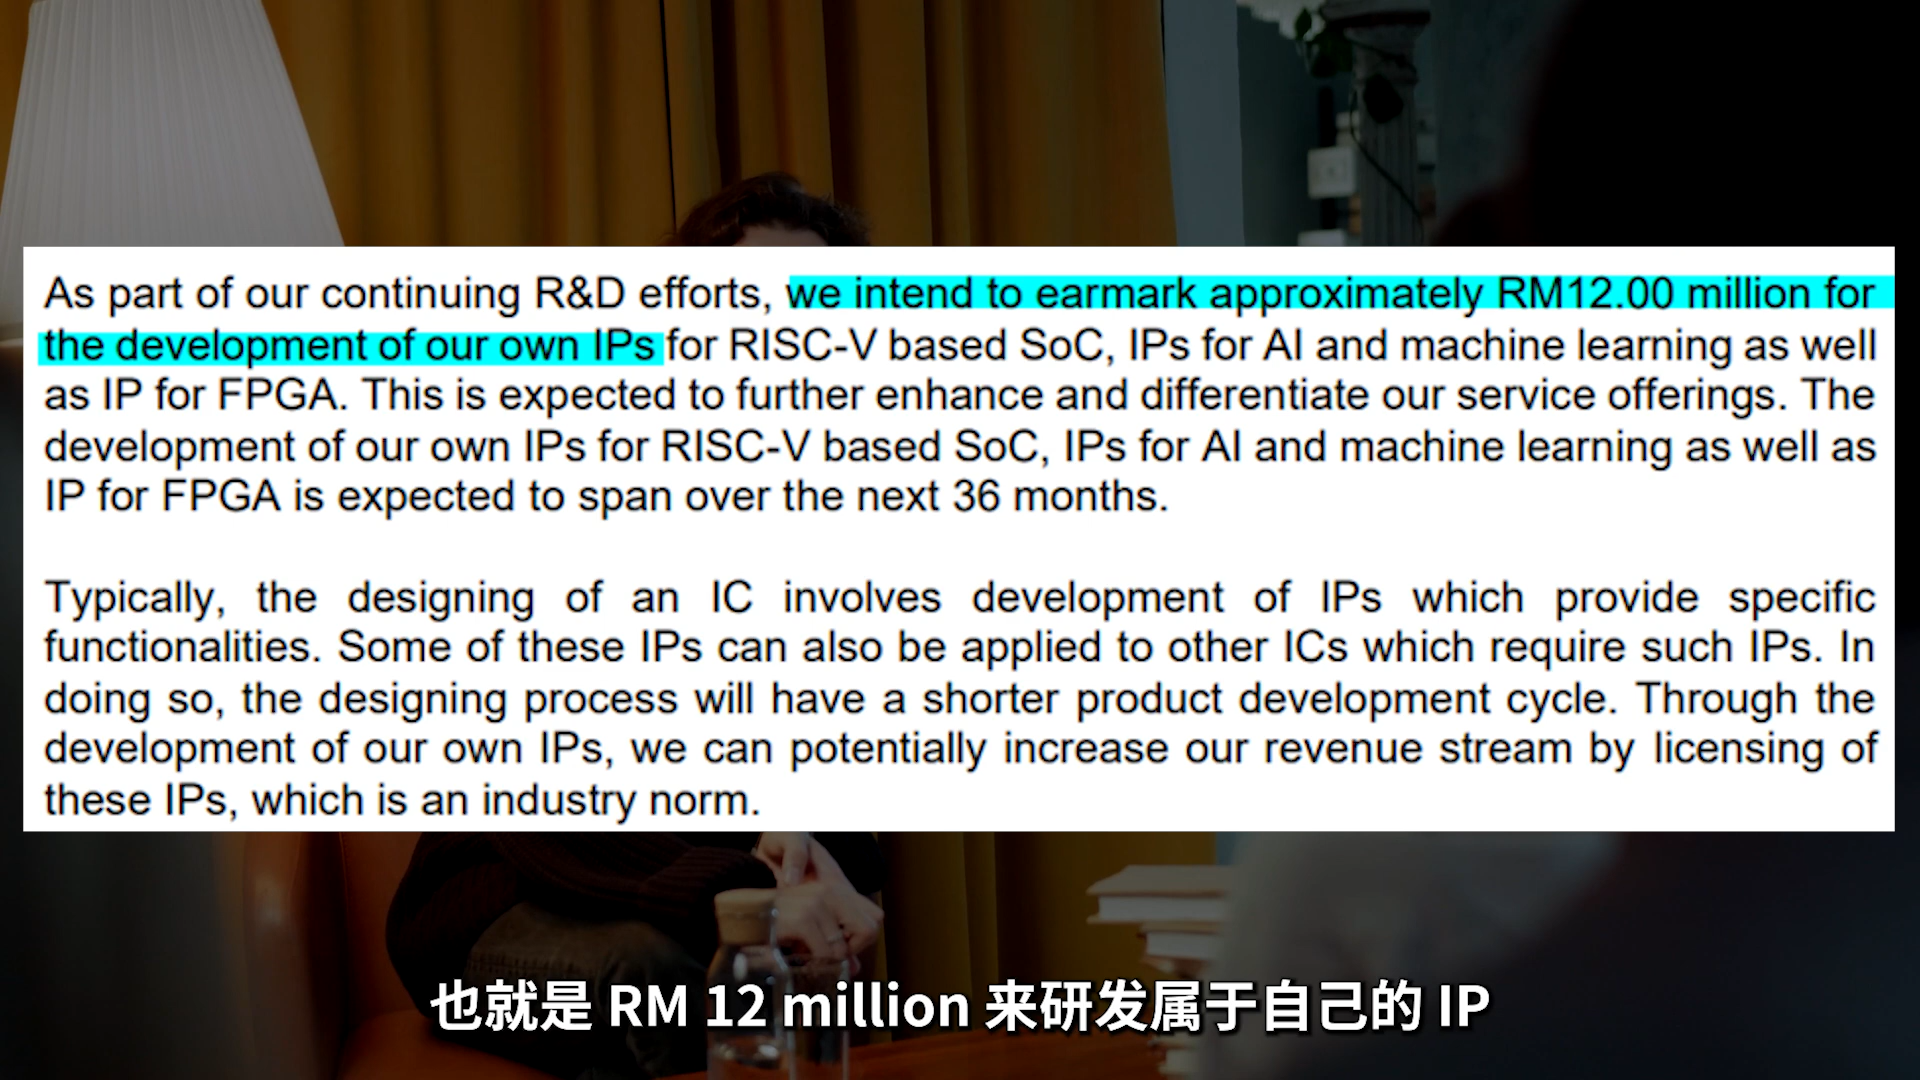 As part of our continuing R&D efforts, we intend to earmark approximately RM12.00 million for
the development of our own IPs for RISC-V based SoC, IPs for AI and machine learning as well
as IP for FPGA. This is expected to further enhance and differentiate our service offerings. The
development of our own IPs for RISC-V based SoC, IPs for AI and machine learning as well as
IP for FPGA is expected to span over the next 36 months.
Typically, the designing of an IC involves development of IPs which provide specific
functionalities. Some of these IPs can also be applied to other ICs which require such IPs. In
doing so, the designing process will have a shorter product development cycle. Through the
development of our own IPs, we can potentially increase our revenue stream by licensing of
these IPs, which is an industry norm.
也就是 RM 12 million 来研发属于自己的 IP